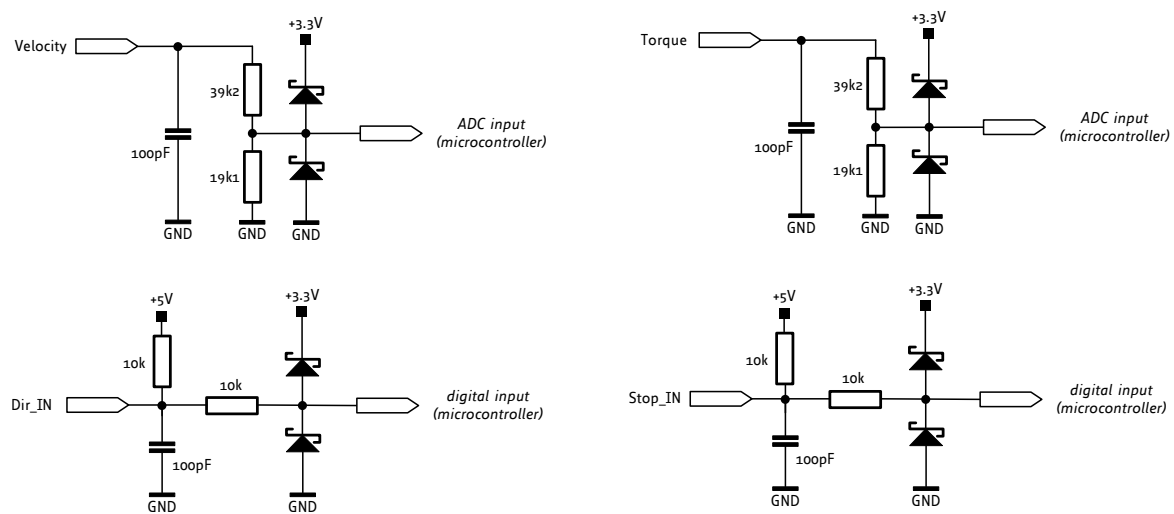 +3.3V
Velocity
39k2
ADC input
(microcontroller)
100pF
19k1
GND
GND
GND
+3.3V
Torque
39k2
ADC input
(microcontroller)
100pF
19k1
GND
GND
GND
+5V
+3.3V
10k
10k
Dir_IN
digital input
(microcontroller)
100pF
GND
GND
+5V
+3.3V
10k
10k
Stop_IN
digital input
(microcontroller)
100pF
GND
GND